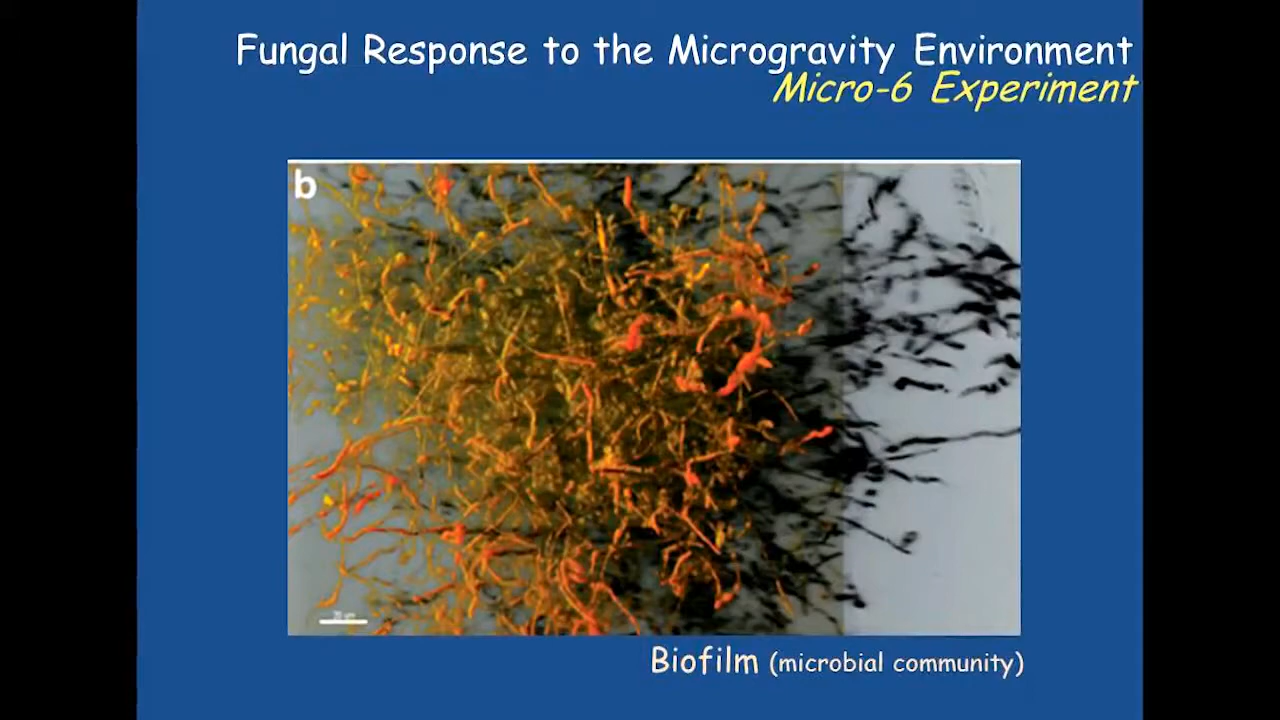 Fungal Response to the Microgravity Environment
Micro-6 Experiment
b
Biofilm (microbial community)